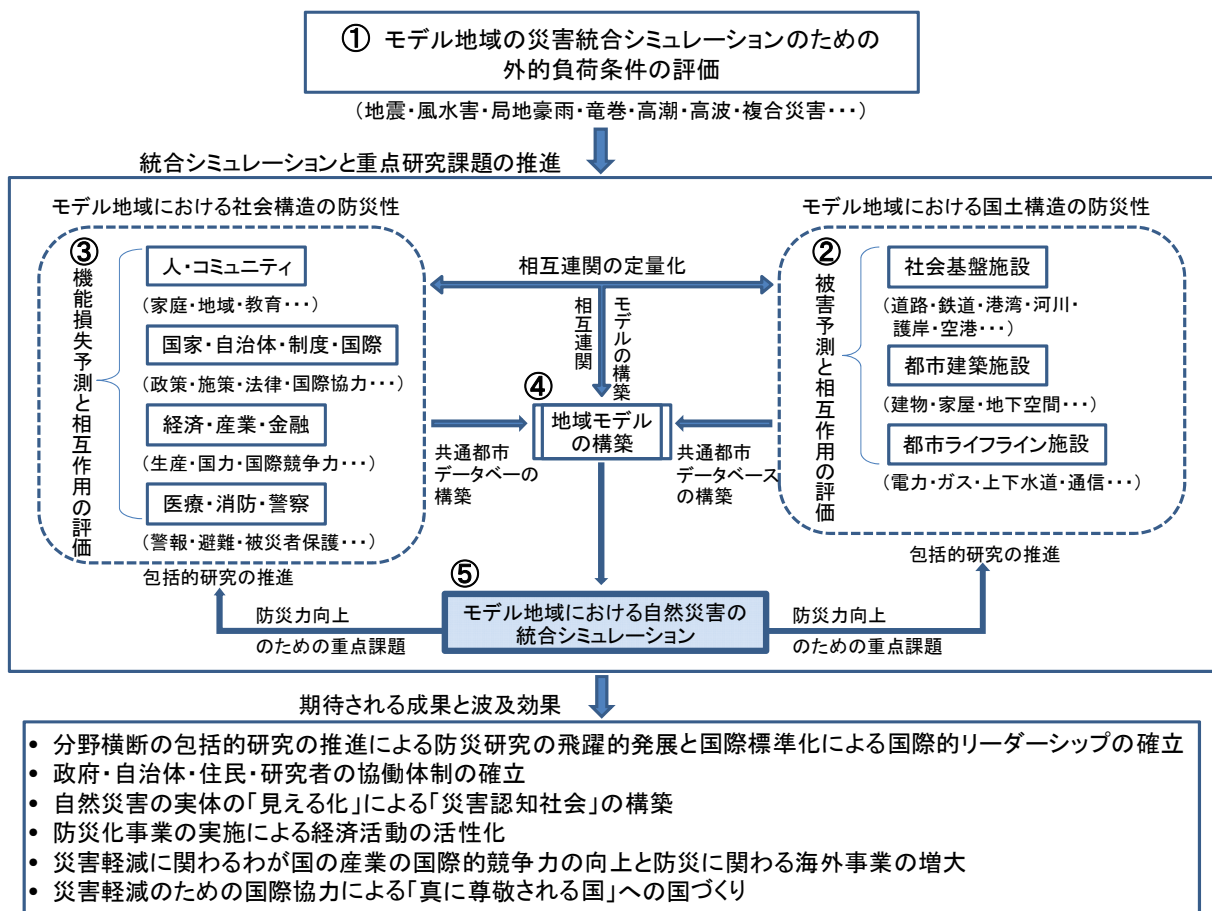 ① モデル地域の災害統合シミュレーションのための
外的負荷条件の評価
（地震・風水害・局地豪雨・竜巻・高潮・高波・複合災害・・・）
統合シミュレーションと重点研究課題の推進
モデル地域における社会構造の防災性
③
機能損失予測と相互作用の評価
人・コミュニティ
（家庭・地域・教育・・・）
国家・自治体・制度・国際
（政策・施策・法律・国際協力・・・）
経済・産業・金融
（生産・国力・国際競争力・・・）
医療・消防・警察
（警報・避難・被災者保護・・・）
包括的研究の推進
相互連関の定量化
相互連関
モデルの構築
④
地域モデル
の構築
共通都市
データベーの
構築
共通都市
データベース
の構築
モデル地域における国土構造の防災性
②
被害予測と相互作用の評価
社会基盤施設
（道路・鉄道・港湾・河川・
護岸・空港・・・）
都市建築施設
（建物・家屋・地下空間・・・）
都市ライフライン施設
（電力・ガス・上下水道・通信・・・）
包括的研究の推進
⑤
モデル地域における自然災害の
統合シミュレーション
防災力向上
のための重点課題
防災力向上
のための重点課題
期待される成果と波及効果
• 分野横断の包括的研究の推進による防災研究の飛躍的発展と国際標準化による国際的リーダーシップの確立
• 政府・自治体・住民・研究者の協働体制の確立
• 自然災害の実体の「見える化」による「災害認知社会」の構築
• 防災化事業の実施による経済活動の活性化
• 災害軽減に関わるわが国の産業の国際的競争力の向上と防災に関わる海外事業の増大
• 災害軽減のための国際協力による「真に尊敬される国」への国づくり